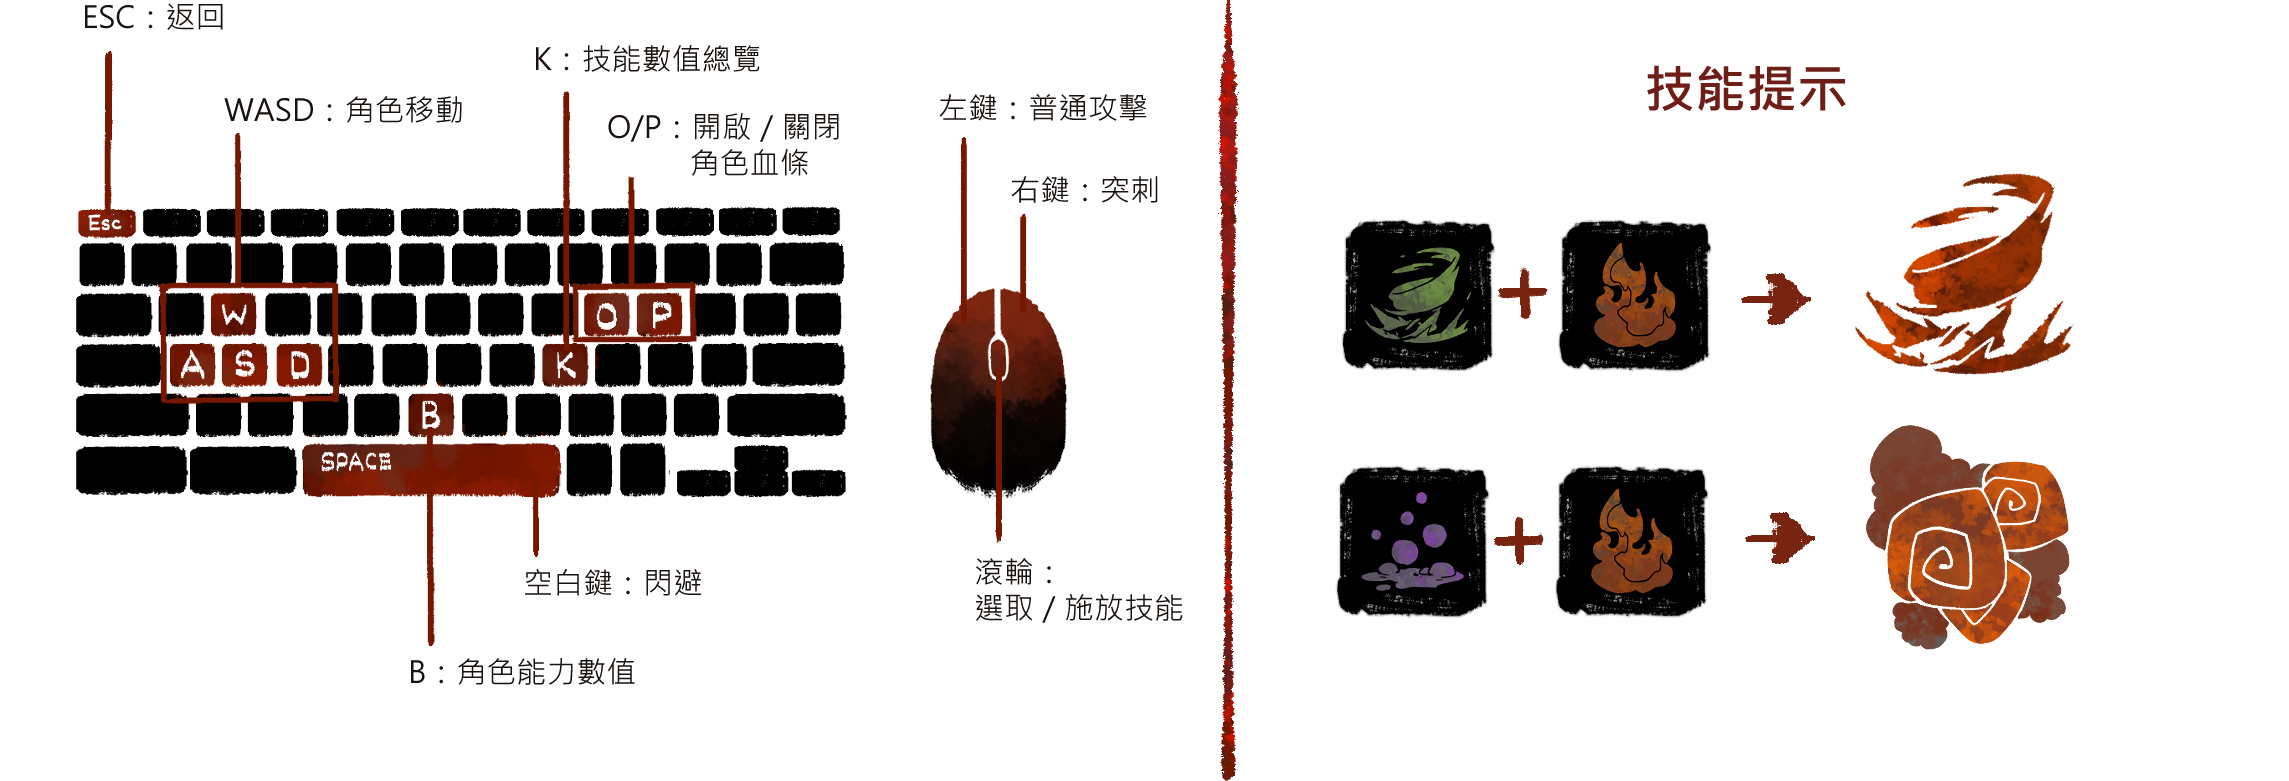 ESC：返回
K：技能數值總覽
WASD：角色移動
O/P：開啟 / 關閉
角色血條
左鍵：普通攻擊
右鍵：突刺
技能提示
Esc
W
O
P
A
S
D
K
B
SPACE
空白鍵：閃避
滾輪：
選取 / 施放技能
B：角色能力數值